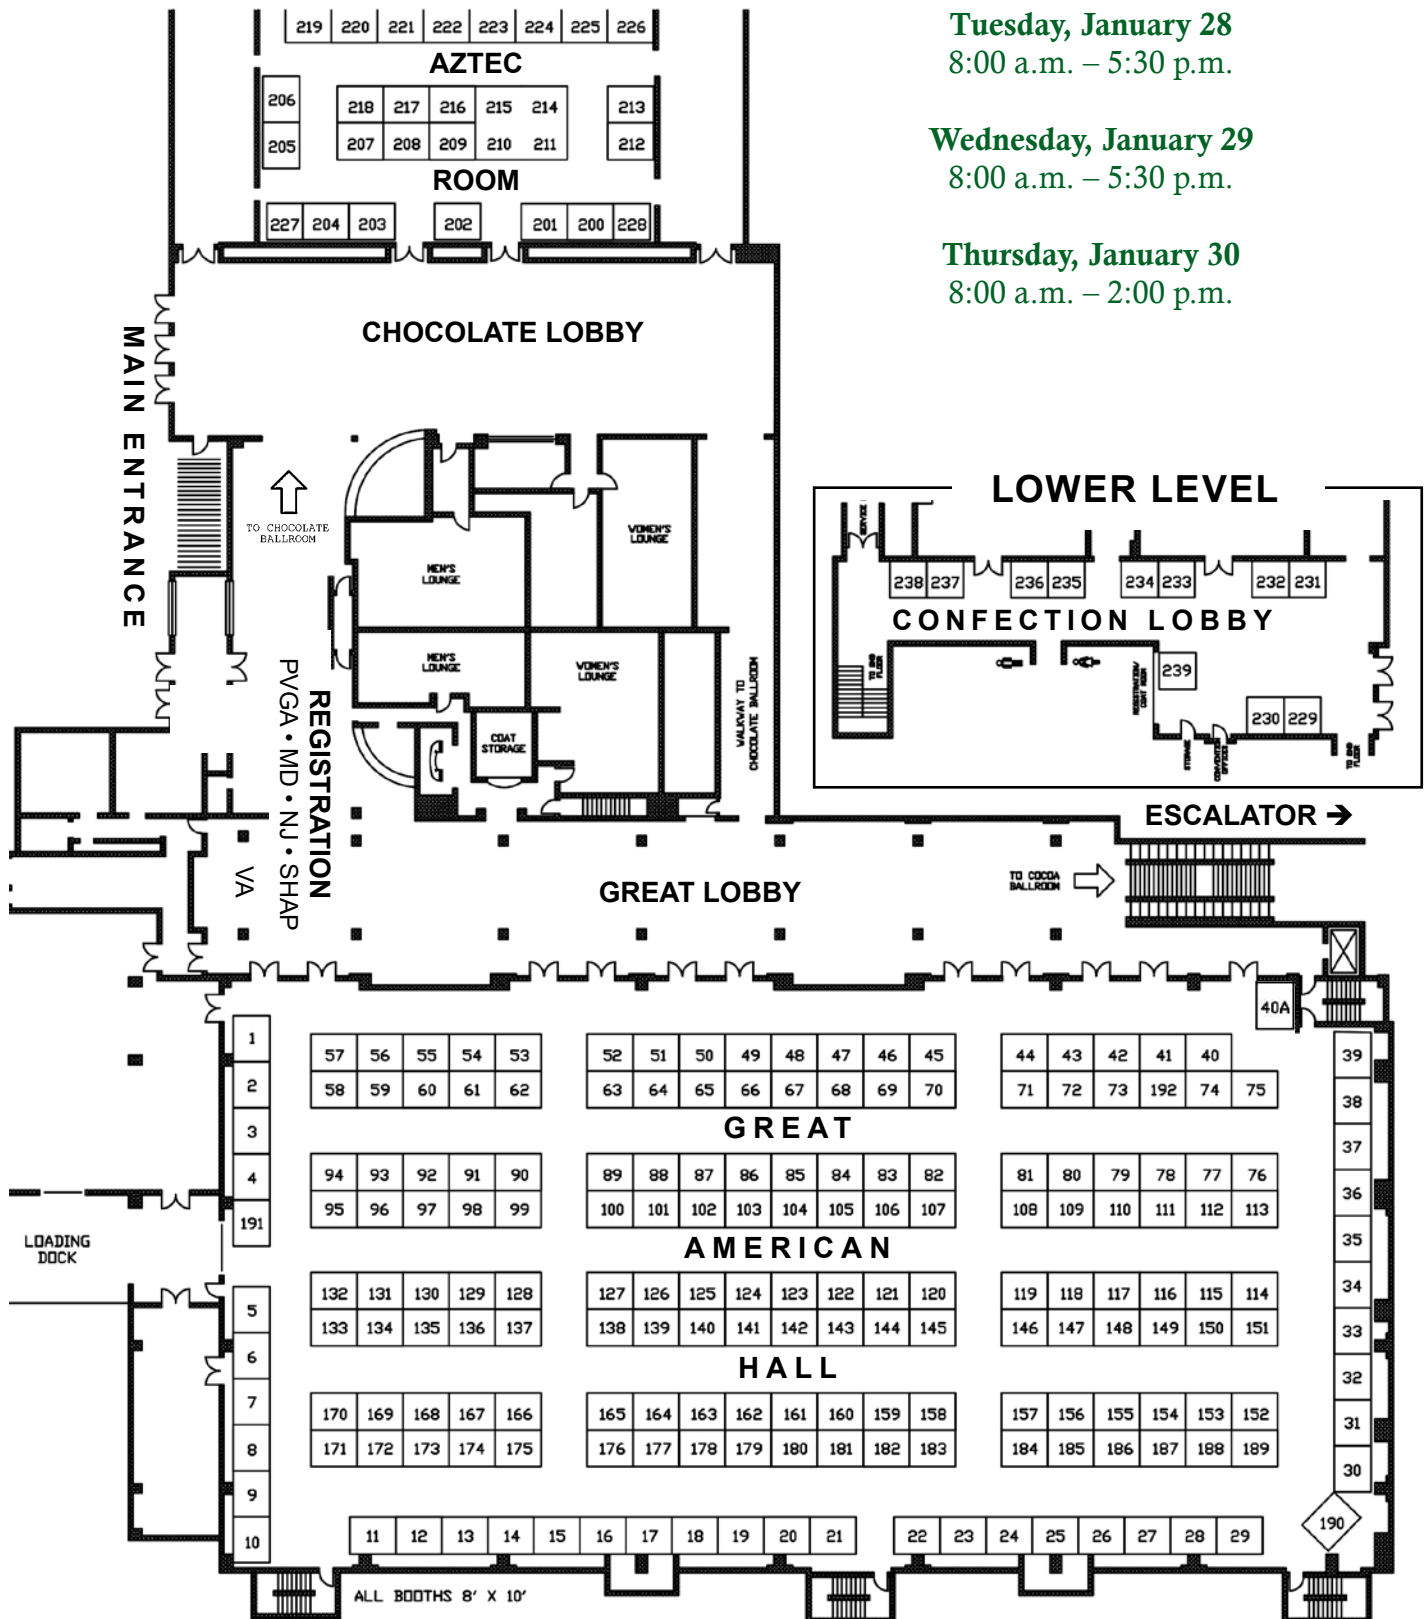 219 220 221 222 223 224 225 226
AZTEC
206
218 217 216 215 214
213
205
207 208 209 210 211
212
ROOM
227 204 203 202 201 200 228
Tuesday, January 28
8:00 a.m. – 5:30 p.m.
Wednesday, January 29
8:00 a.m. – 5:30 p.m.
Thursday, January 30
8:00 a.m. – 2:00 p.m.
CHOCOLATE LOBBY
MAIN ENTRANCE
TO CHOCOLATE
BALLROOM
MEN'S
LOUNGE
WOMEN'S
LOUNGE
MEN'S
LOUNGE
WOMEN'S
LOUNGE
COAT
STORAGE
WALKWAY TO
CHOCOLATE BALLROOM
REGISTRATION
PVGA • MD • NJ • SHAP
VA
LOWER LEVEL
SERVICE
238 237 236 235 234 233 232 231
CONFECTION LOBBY
TO 2ND
FLOOR
REGISTRATION/
COAT ROOM
239
230 229
STORAGE
CONVENTION
OFFICES
TO 2ND
FLOOR
ESCALATOR ➔
GREAT LOBBY
TO COCOA
BALLROOM
40A
1
2
3
4
191
LOADING
DOCK
5
6
7
8
9
10
57 56 55 54 53 52 51 50 49 48 47 46 45 44 43 42 41 40
58 59 60 61 62 63 64 65 66 67 68 69 70 71 72 73 192 74 75
GREAT
94 93 92 91 90 89 88 87 86 85 84 83 82 81 80 79 78 77 76
95 96 97 98 99 100 101 102 103 104 105 106 107 108 109 110 111 112 113
AMERICAN
132 131 130 129 128 127 126 125 124 123 122 121 120 119 118 117 116 115 114
133 134 135 136 137 138 139 140 141 142 143 144 145 146 147 148 149 150 151
HALL
170 169 168 167 166 165 164 163 162 161 160 159 158 157 156 155 154 153 152
171 172 173 174 175 176 177 178 179 180 181 182 183 184 185 186 187 188 189
39
38
37
36
35
34
33
32
31
30
190
11 12 13 14 15 16 17 18 19 20 21 22 23 24 25 26 27 28 29
ALL BOOTHS 8' X 10'